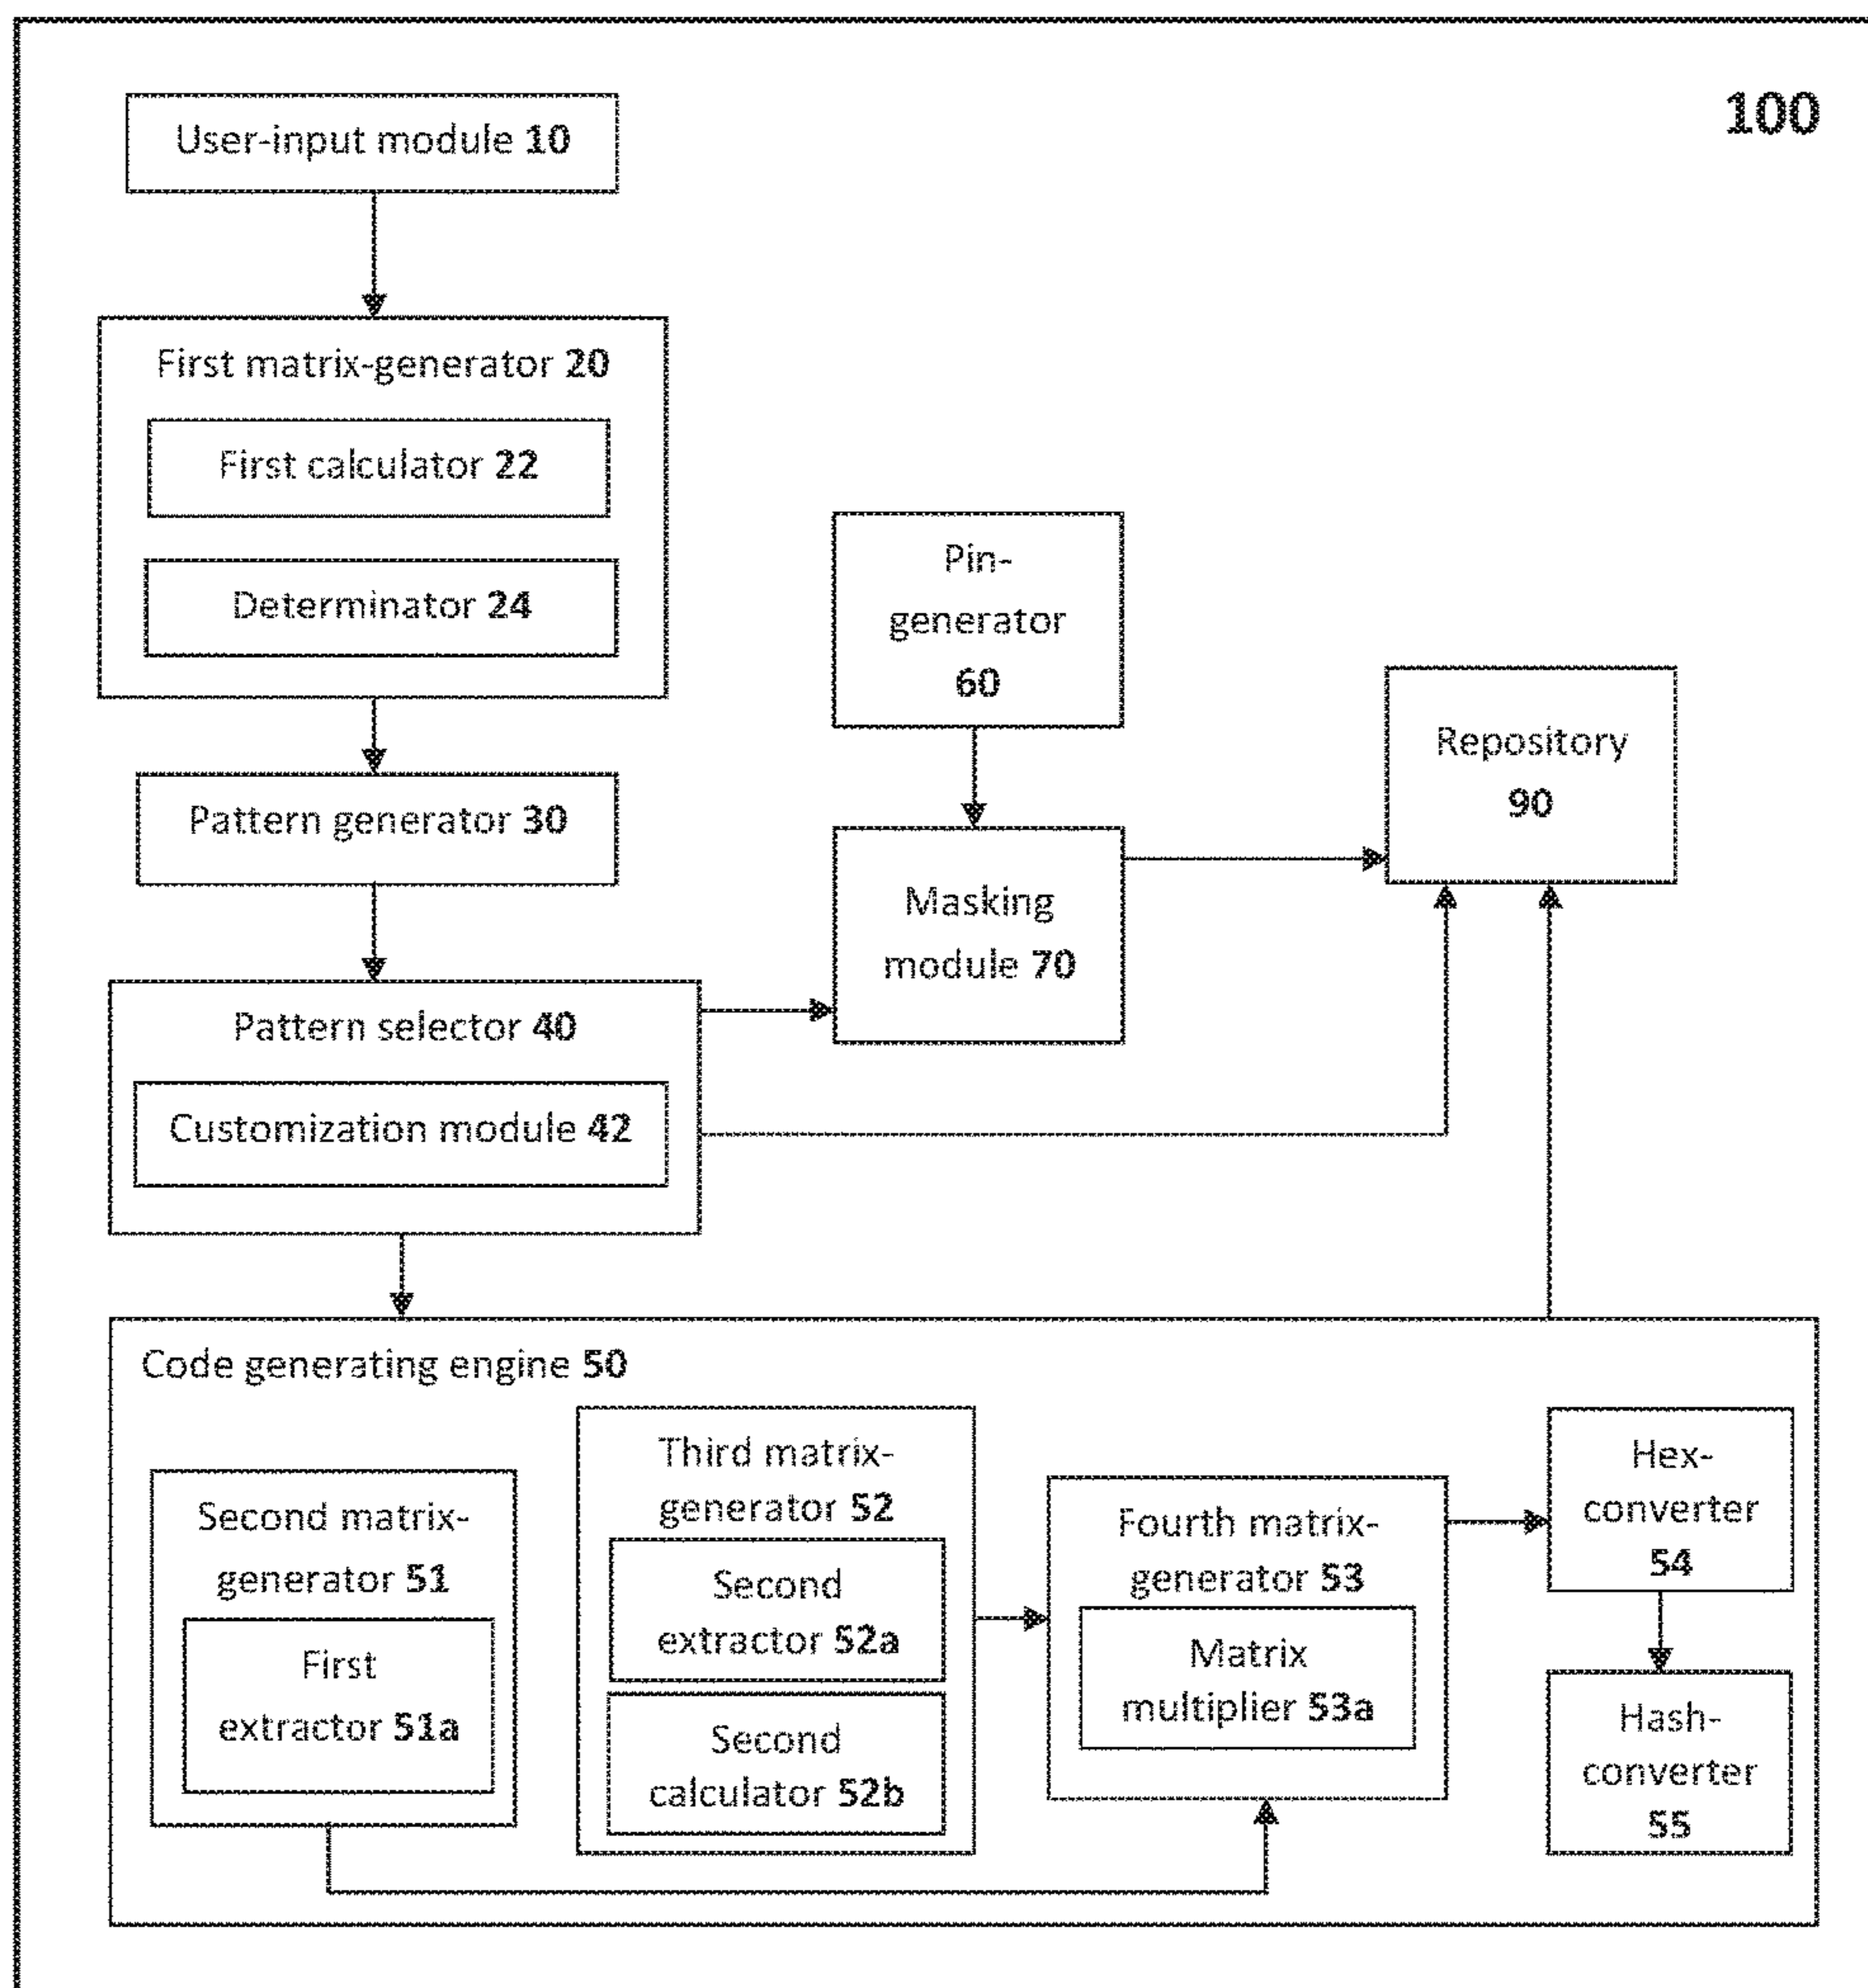 100
User-input module 10
First matrix-generator 20
First calculator 22
Determinator 24
Pin-
generator
60
Repository
90
Pattern generator 30
Masking
module 70
Pattern selector 40
Customization module 42
Code generating engine 50
Second matrix-
generator 51
First
extractor 51a
Third matrix-
generator 52
Second
extractor 52a
Second
calculator 52b
Fourth matrix-
generator 53
Matrix
multiplier 53a
Hex-
converter
54
Hash-
converter
55